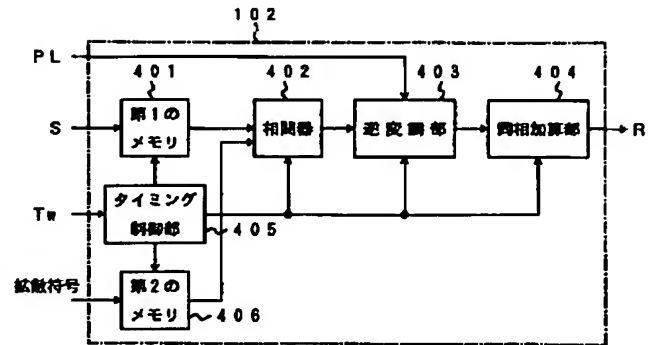 102
PL
401
402
403
404
S
第1の
メモリ
相関器
逆変調部
同相加算部
R
Tw
タイミング
制御部
405
拡散符号
第2の
メモリ
406